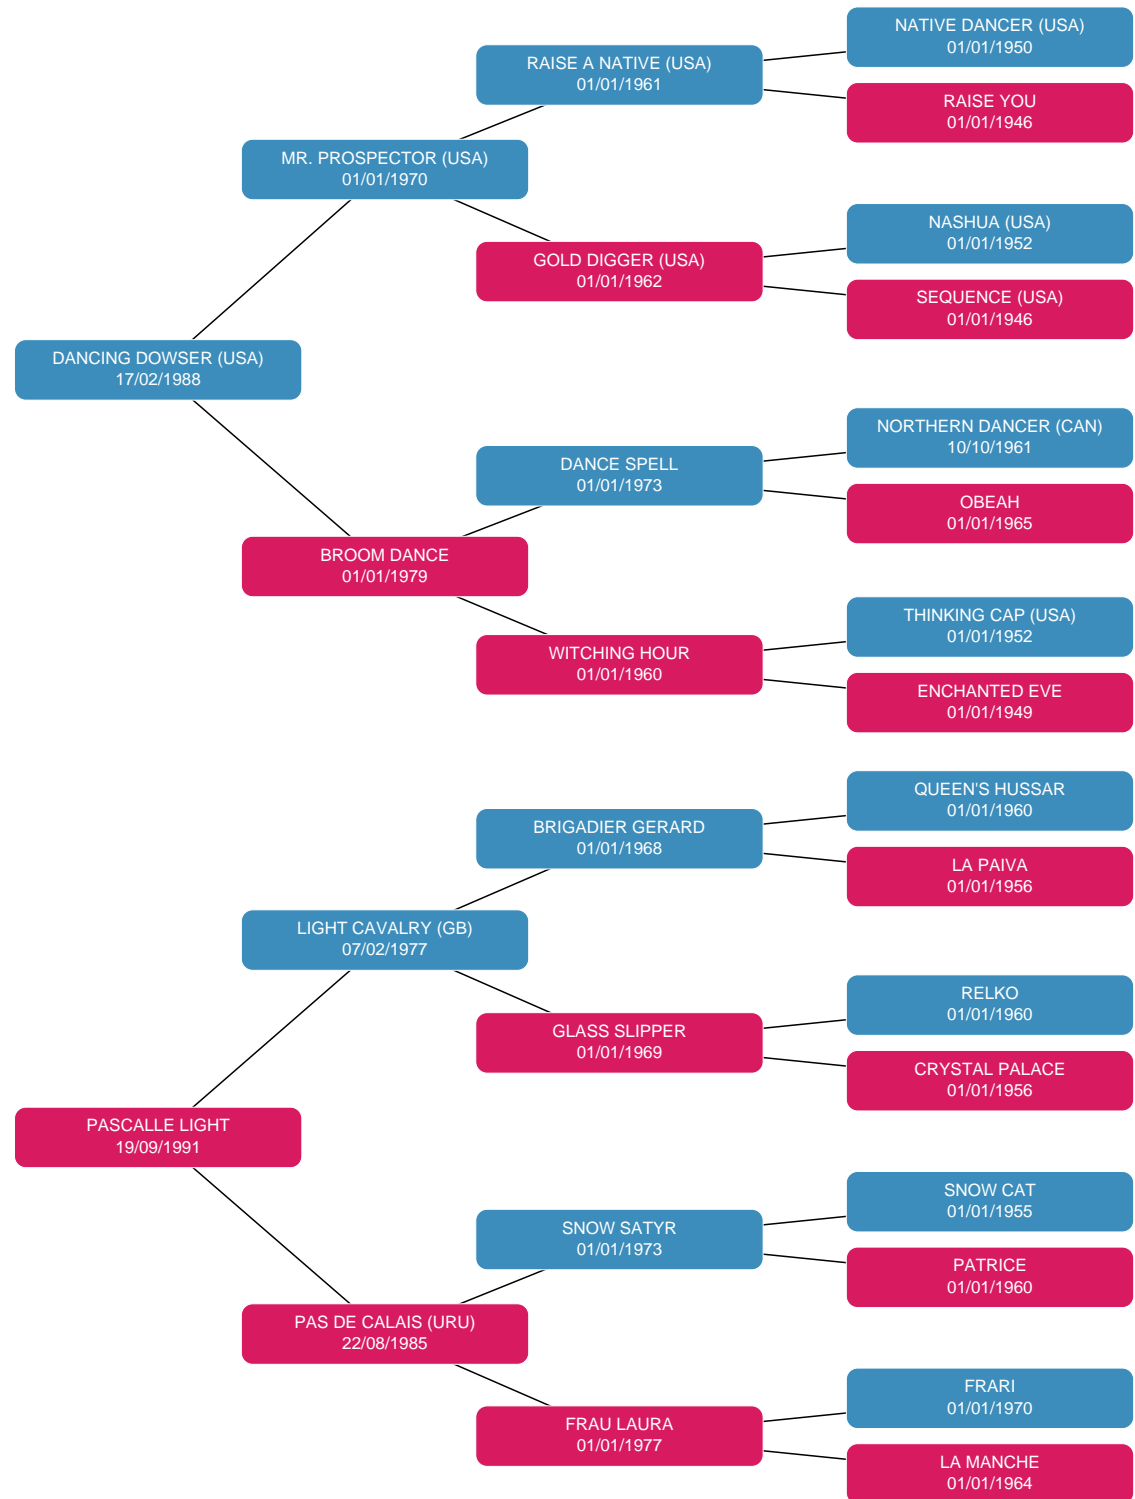 NATIVE DANCER (USA)
01/01/1950
RAISE A NATIVE (USA)
01/01/1961
RAISE YOU
01/01/1946
MR. PROSPECTOR (USA)
01/01/1970
NASHUA (USA)
01/01/1952
GOLD DIGGER (USA)
01/01/1962
SEQUENCE (USA)
01/01/1946
DANCING DOWSER (USA)
17/02/1988
NORTHERN DANCER (CAN)
10/10/1961
DANCE SPELL
01/01/1973
OBEAH
01/01/1965
BROOM DANCE
01/01/1979
THINKING CAP (USA)
01/01/1952
WITCHING HOUR
01/01/1960
ENCHANTED EVE
01/01/1949
QUEEN'S HUSSAR
01/01/1960
BRIGADIER GERARD
01/01/1968
LA PAIVA
01/01/1956
LIGHT CAVALRY (GB)
07/02/1977
RELKO
01/01/1960
GLASS SLIPPER
01/01/1969
CRYSTAL PALACE
01/01/1956
PASCALLE LIGHT
19/09/1991
SNOW CAT
01/01/1955
SNOW SATYR
01/01/1973
PATRICE
01/01/1960
PAS DE CALAIS (URU)
22/08/1985
FRARI
01/01/1970
FRAU LAURA
01/01/1977
LA MANCHE
01/01/1964